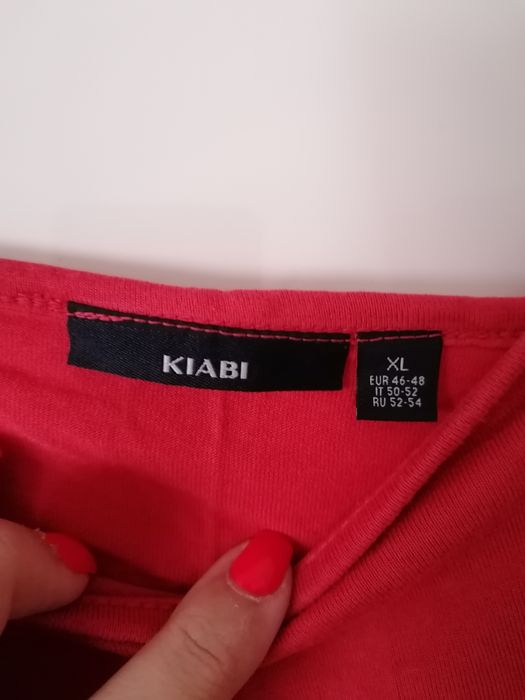 KIABI
XL
EUR 46-48
IT 50-52
RU 52-54